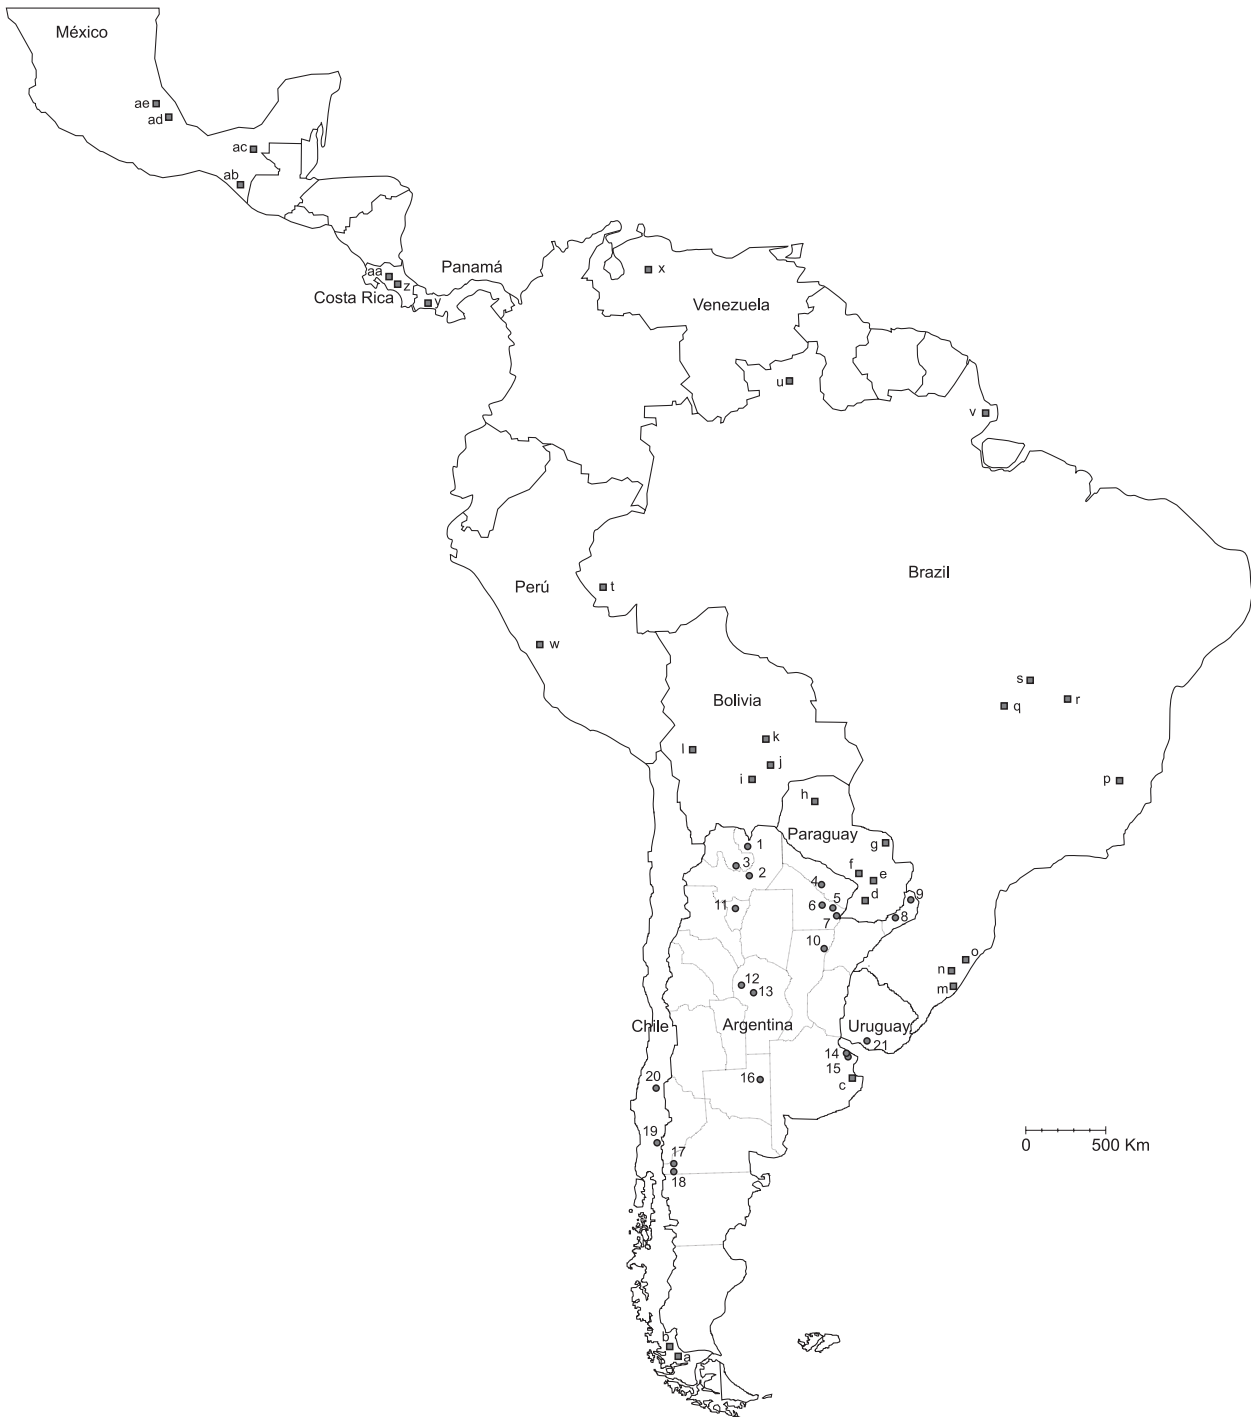 México
ae
ad
ac
ab
aa
z
Panamá
Costa Rica
y
x
Venezuela
u
v
Brazil
Perú
t
w
s
r
q
Bolivia
k
l
j
i
p
h
Paraguay
g
1
f
3
e
2
4
d
9
11
6
5
8
7
10
o
n
12
m
13
Chile
Argentina
Uruguay
21
14
15
20
16
c
19
0
500 Km
17
18
b
a